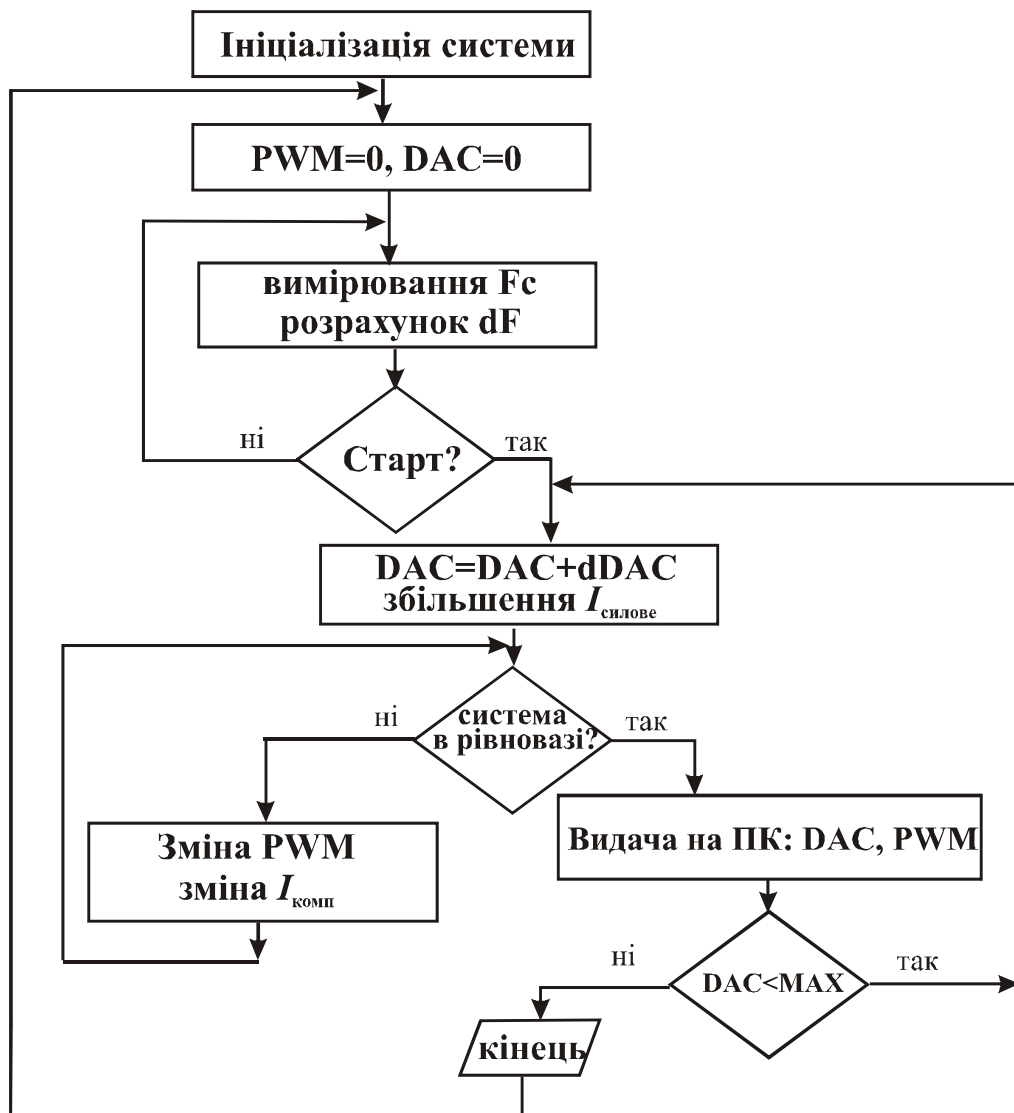 Ініціалізація системи
PWM=0, DAC=0
вимірювання Fc
розрахунок dF
Старт?
ні
так
DAC=DAC+dDAC
збільшення Iсилове
система
в рівновазі?
ні
так
Зміна PWM
зміна Iкомп
Видача на ПК: DAC, PWM
DAC<MAX
ні
так
кінець